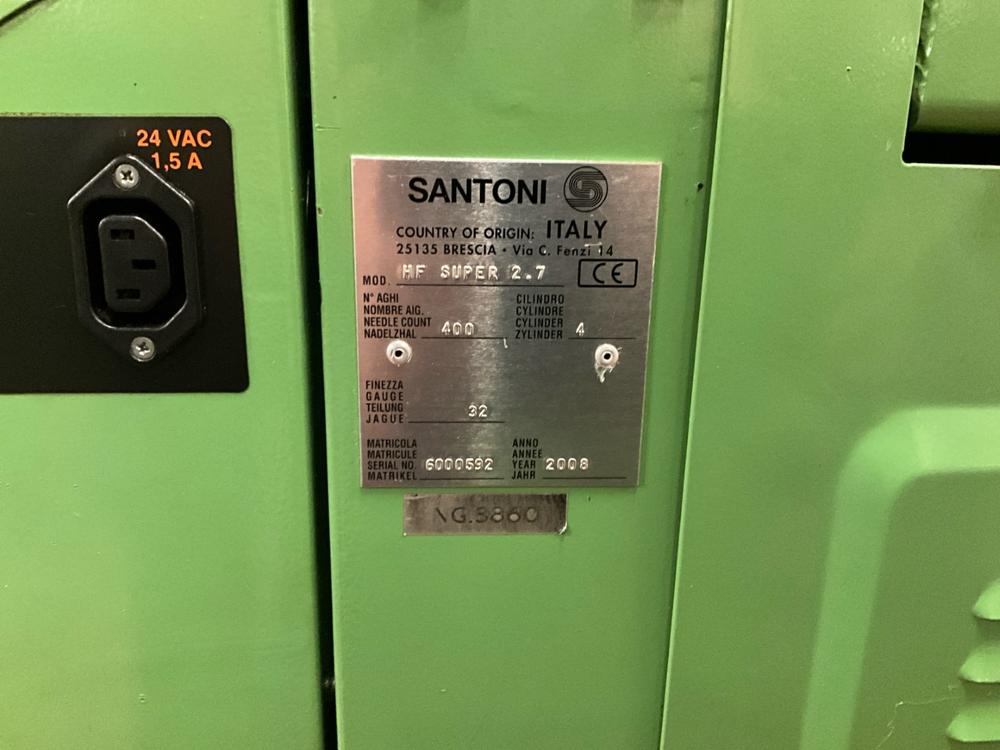 24 VAC
1,5 A
SANTONI
COUNTRY OF ORIGIN: ITALY
25135 BRESCIA • Via C. Fenzi 14
MOD. HF SUPER 2.7 CE
N° AGHI
NOMBRE AIG.
NEEDLE COUNT
NADELZHAL 400
CILINDRO
CYLINDRE
CYLINDER
ZYLINDER 4
FINEZZA
GAUGE
TEILUNG
JAGUE 32
MATRICOLA
MATRICULE
SERIAL NO. 6000592
MATRIKEL
ANNO
ANNEE
YEAR 2008
JAHR